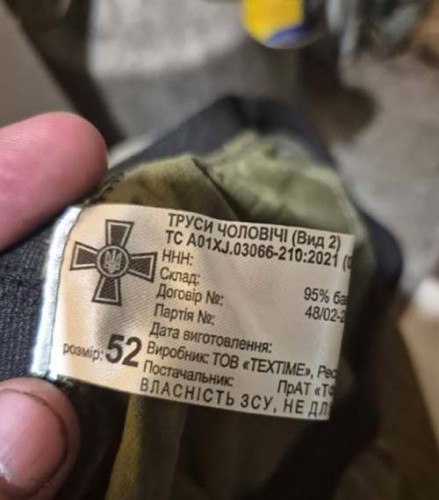 ТРУСИ ЧОЛОВІЧІ (Вид 2)
ТС А01XJ.03066-210:2021
ННН:
Склад: 95%
Договір №: 48/02-2
Партія №:
Дата виготовлення:
розмір: 52
Виробник: ТОВ «TEXTIME»,
Постачальник: ПрАТ
ВЛАСНІСТЬ ЗСУ, НЕ